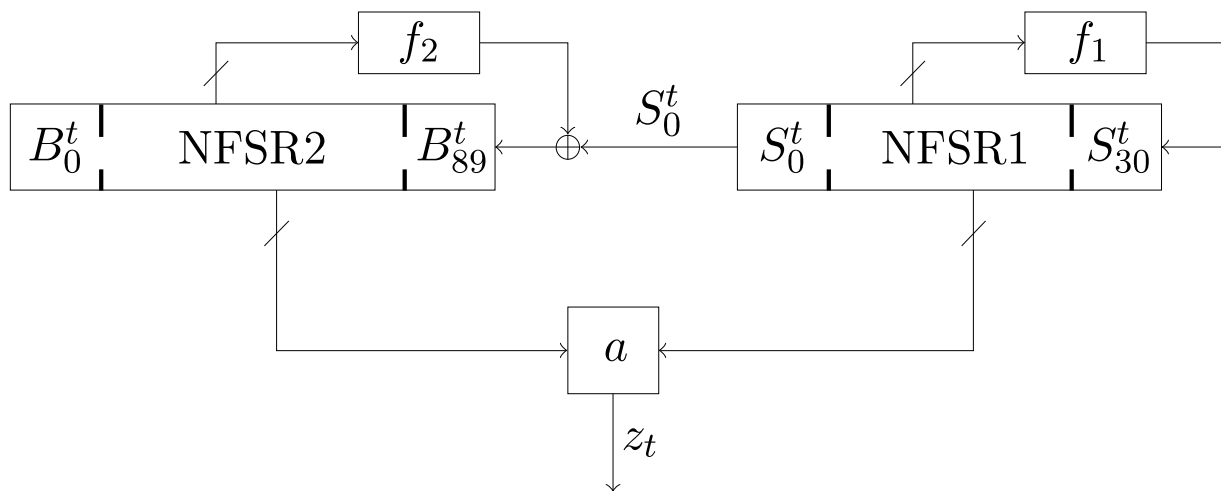 f₂
f₁
S₀ᵗ
B₀ᵗ NFSR2 B₈₉ᵗ
S₀ᵗ NFSR1 S₃₀ᵗ
a
zₜ